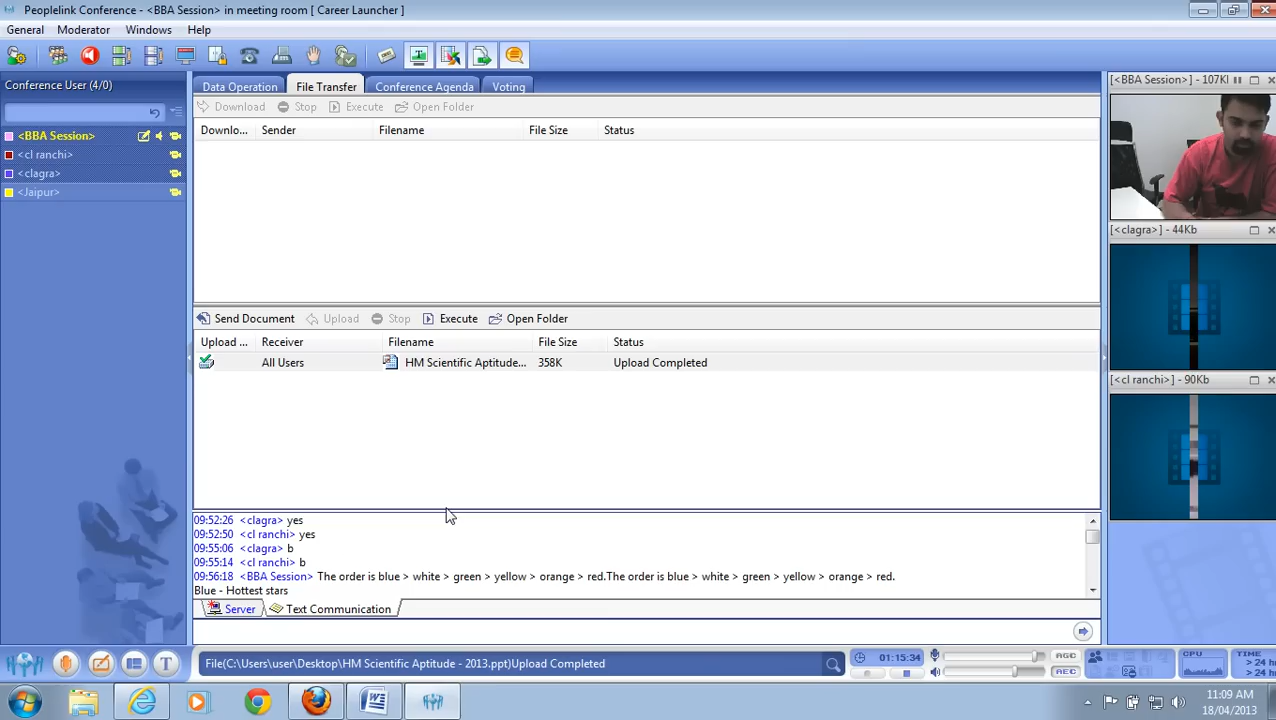 Peoplelink Conference - <BBA Session> in meeting room [ Career Launcher ]
General Moderator Windows Help
Conference User (4/0)
<BBA Session>
<cl ranchi>
<clagra>
<Jaipur>
Data Operation File Transfer Conference Agenda Voting
Download Stop Execute Open Folder
Downlo... Sender Filename File Size Status
Send Document Upload Stop Execute Open Folder
Upload ... Receiver Filename File Size Status
All Users HM Scientific Aptitude... 358K Upload Completed
09:52:26 <clagra> yes
09:52:50 <cl ranchi> yes
09:55:06 <clagra> b
09:55:14 <cl ranchi> b
09:56:18 <BBA Session> The order is blue > white > green > yellow > orange > red.The order is blue > white > green > yellow > orange > red.
Blue - Hottest stars
Server Text Communication
[<BBA Session>] - 107Kl
[<clagra>] - 44Kb
[<cl ranchi>] - 90Kb
File(C:\Users\user\Desktop\HM Scientific Aptitude - 2013.ppt)Upload Completed
01:15:34
AGC
AEC
CPU
TIME
> 24 h
> 24 h
11:09 AM
18/04/2013